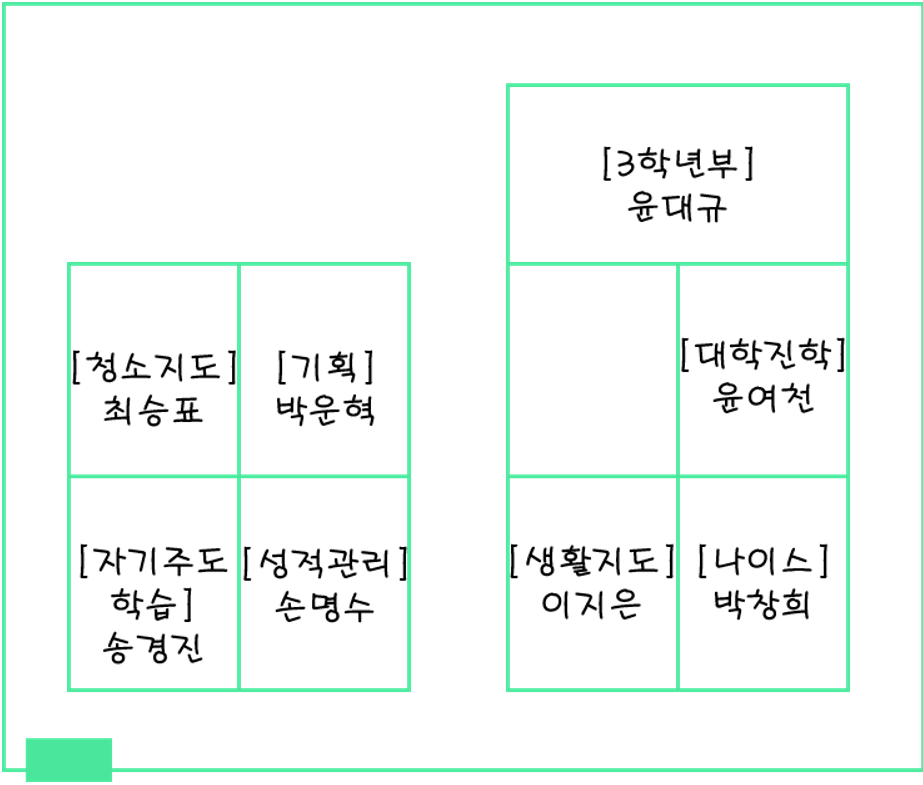 [3학년부]
윤대규
[청소지도]
최승표
[기획]
박운혁
[대학진학]
윤여천
[자기주도
학습]
송경진
[성적관리]
손명수
[생활지도]
이지은
[나이스]
박창희